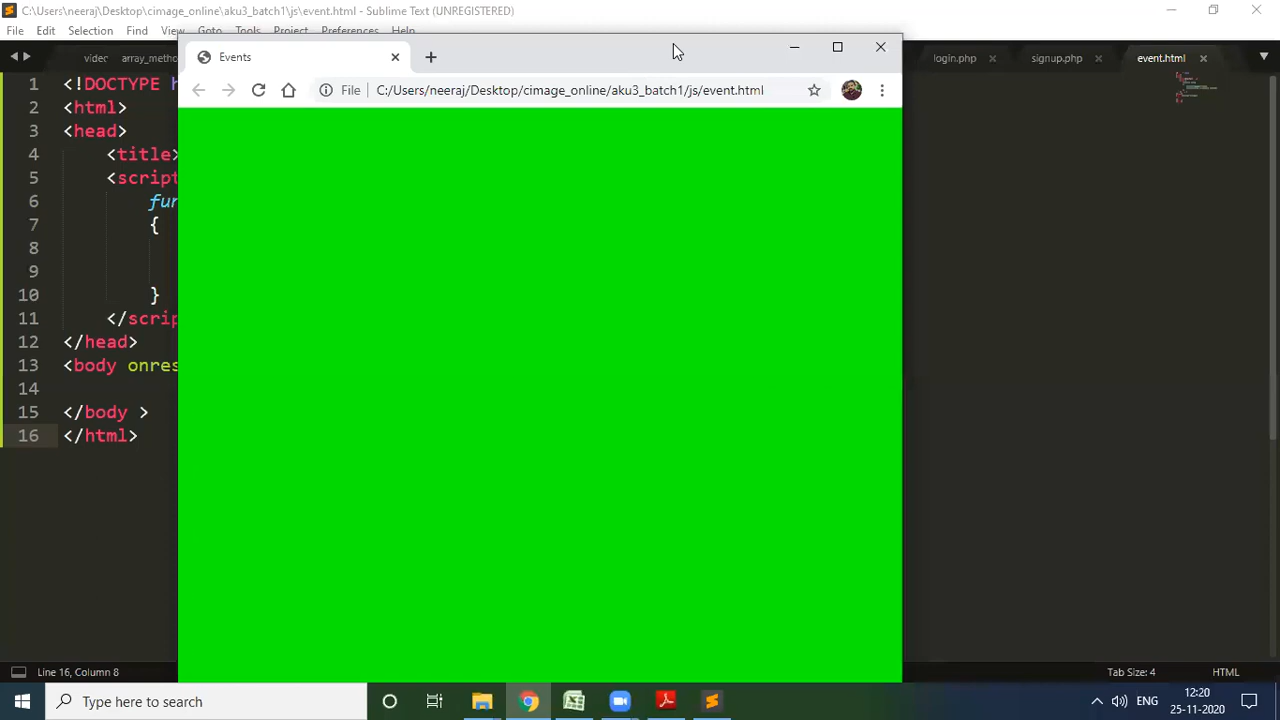 C:\Users\neeraj\Desktop\cimage_online\aku3_batch1\js\event.html - Sublime Text (UNREGISTERED)
File Edit Selection Find View Goto Tools Project Preferences Help
array_metho login.php signup.php event.html
Events
File C:/Users/neeraj/Desktop/cimage_online/aku3_batch1/js/event.html
1 <!DOCTYPE h
2 <html>
3 <head>
4 <title>
5 <script
6 fun
7 {
8
9
10 }
11 </scrip
12 </head>
13 <body onres
14
15 </body >
16 </html>
Line 16, Column 8 Tab Size: 4 HTML
Type here to search ENG 12:20
25-11-2020